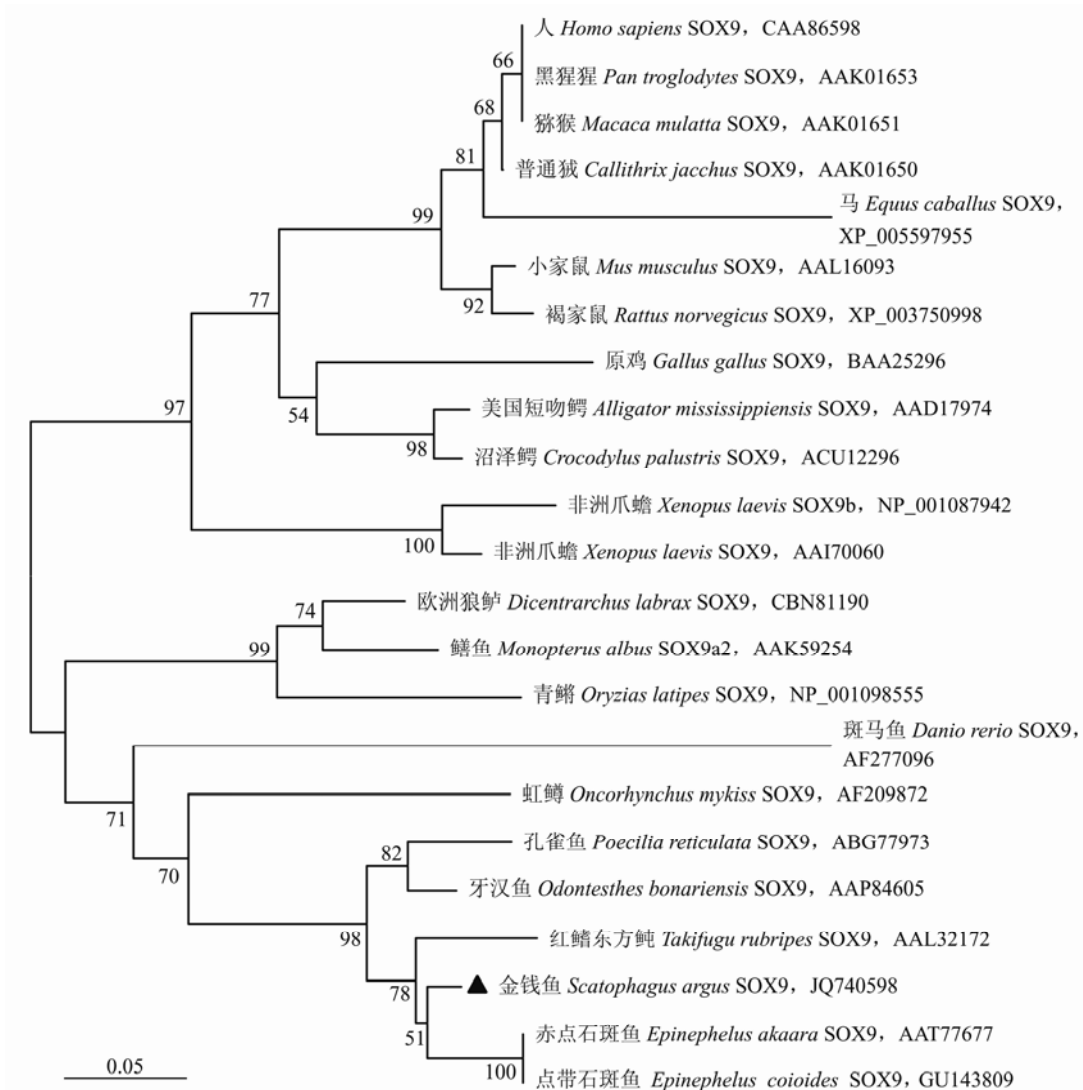 人 Homo sapiens SOX9，CAA86598
66
黑猩猩 Pan troglodytes SOX9，AAK01653
68
猕猴 Macaca mulatta SOX9，AAK01651
81
普通狨 Callithrix jacchus SOX9，AAK01650
99
马 Equus caballus SOX9，
XP_005597955
小家鼠 Mus musculus SOX9，AAL16093
77
92
褐家鼠 Rattus norvegicus SOX9，XP_003750998
原鸡 Gallus gallus SOX9，BAA25296
97
54
美国短吻鳄 Alligator mississippiensis SOX9，AAD17974
98
沼泽鳄 Crocodylus palustris SOX9，ACU12296
非洲爪蟾 Xenopus laevis SOX9b，NP_001087942
100
非洲爪蟾 Xenopus laevis SOX9，AAI70060
欧洲狼鲈 Dicentrarchus labrax SOX9，CBN81190
74
99
鳝鱼 Monopterus albus SOX9a2，AAK59254
青鳉 Oryzias latipes SOX9，NP_001098555
斑马鱼 Danio rerio SOX9，
AF277096
71
虹鳟 Oncorhynchus mykiss SOX9，AF209872
70
孔雀鱼 Poecilia reticulata SOX9，ABG77973
82
牙汉鱼 Odontesthes bonariensis SOX9，AAP84605
98
红鳍东方鲀 Takifugu rubripes SOX9，AAL32172
78
▲ 金钱鱼 Scatophagus argus SOX9，JQ740598
51
赤点石斑鱼 Epinephelus akaara SOX9，AAT77677
100
点带石斑鱼 Epinephelus coioides SOX9, GU143809
0.05